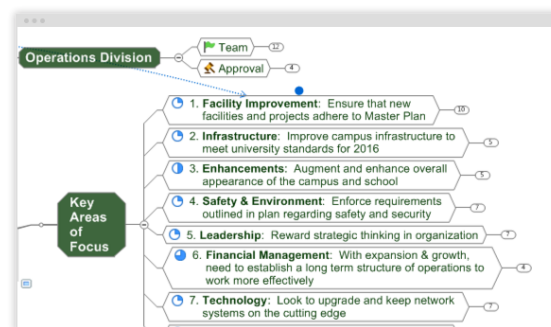 Operations Division
Team
12
Approval
4
Key
Areas
of
Focus
1. Facility Improvement: Ensure that new
facilities and projects adhere to Master Plan
10
2. Infrastructure: Improve campus infrastructure to
meet university standards for 2016
5
3. Enhancements: Augment and enhance overall
appearance of the campus and school
5
4. Safety & Environment: Enforce requirements
outlined in plan regarding safety and security
7
5. Leadership: Reward strategic thinking in organization
7
6. Financial Management: With expansion & growth,
need to establish a long term structure of operations to
work more effectively
4
7. Technology: Look to upgrade and keep network
systems on the cutting edge
7